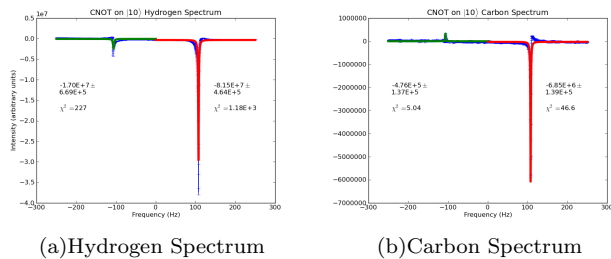 CNOT on |10⟩ Hydrogen Spectrum
1e7
0.5
0.0
-0.5
-1.0
-1.5
-2.0
-2.5
-3.0
-3.5
-4.0
-300 -200 -100 0 100 200 300
Frequency (Hz)
Intensity (arbitrary units)
-1.70E+7 ±
6.69E+5
χ² =227
-8.15E+7 ±
4.64E+5
χ² =1.18E+3
(a)Hydrogen Spectrum
CNOT on |10⟩ Carbon Spectrum
1000000
0
-1000000
-2000000
-3000000
-4000000
-5000000
-6000000
-7000000
-300 -200 -100 0 100 200 300
Frequency (Hz)
-4.76E+5 ±
1.37E+5
χ² =5.04
-6.85E+6 ±
1.39E+5
χ² =46.6
(b)Carbon Spectrum